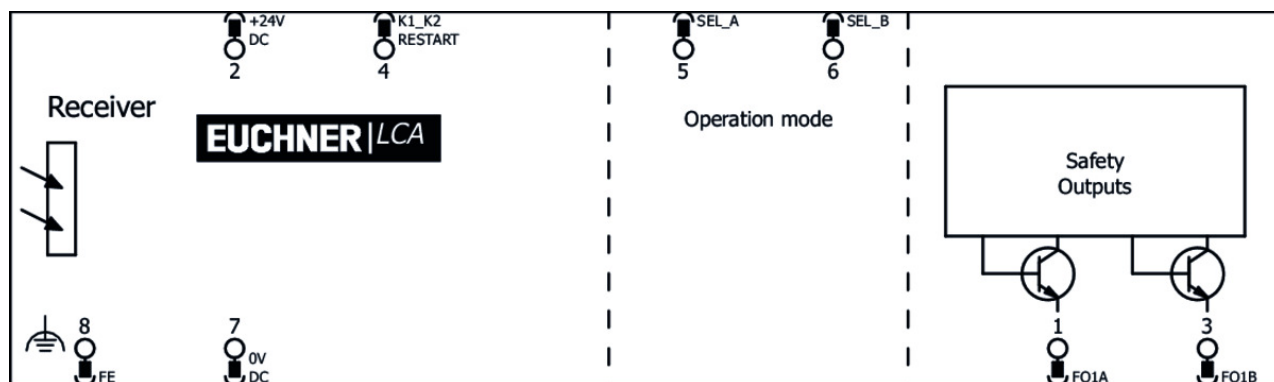 +24V
DC
2
K1_K2
RESTART
4
SEL_A
5
SEL_B
6
Receiver
EUCHNER|LCA
Operation mode
Safety
Outputs
8
FE
7
0V
DC
1
FO1A
3
FO1B